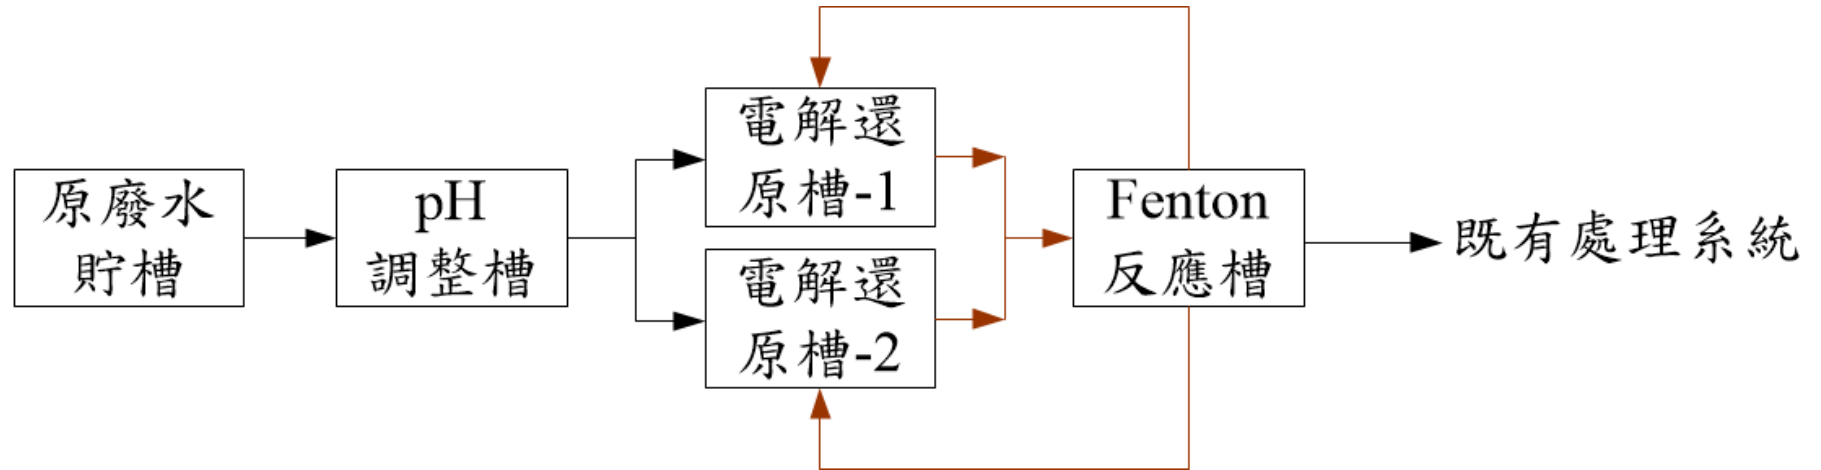 原廢水
貯槽
pH
調整槽
電解還
原槽-1
電解還
原槽-2
Fenton
反應槽
既有處理系統